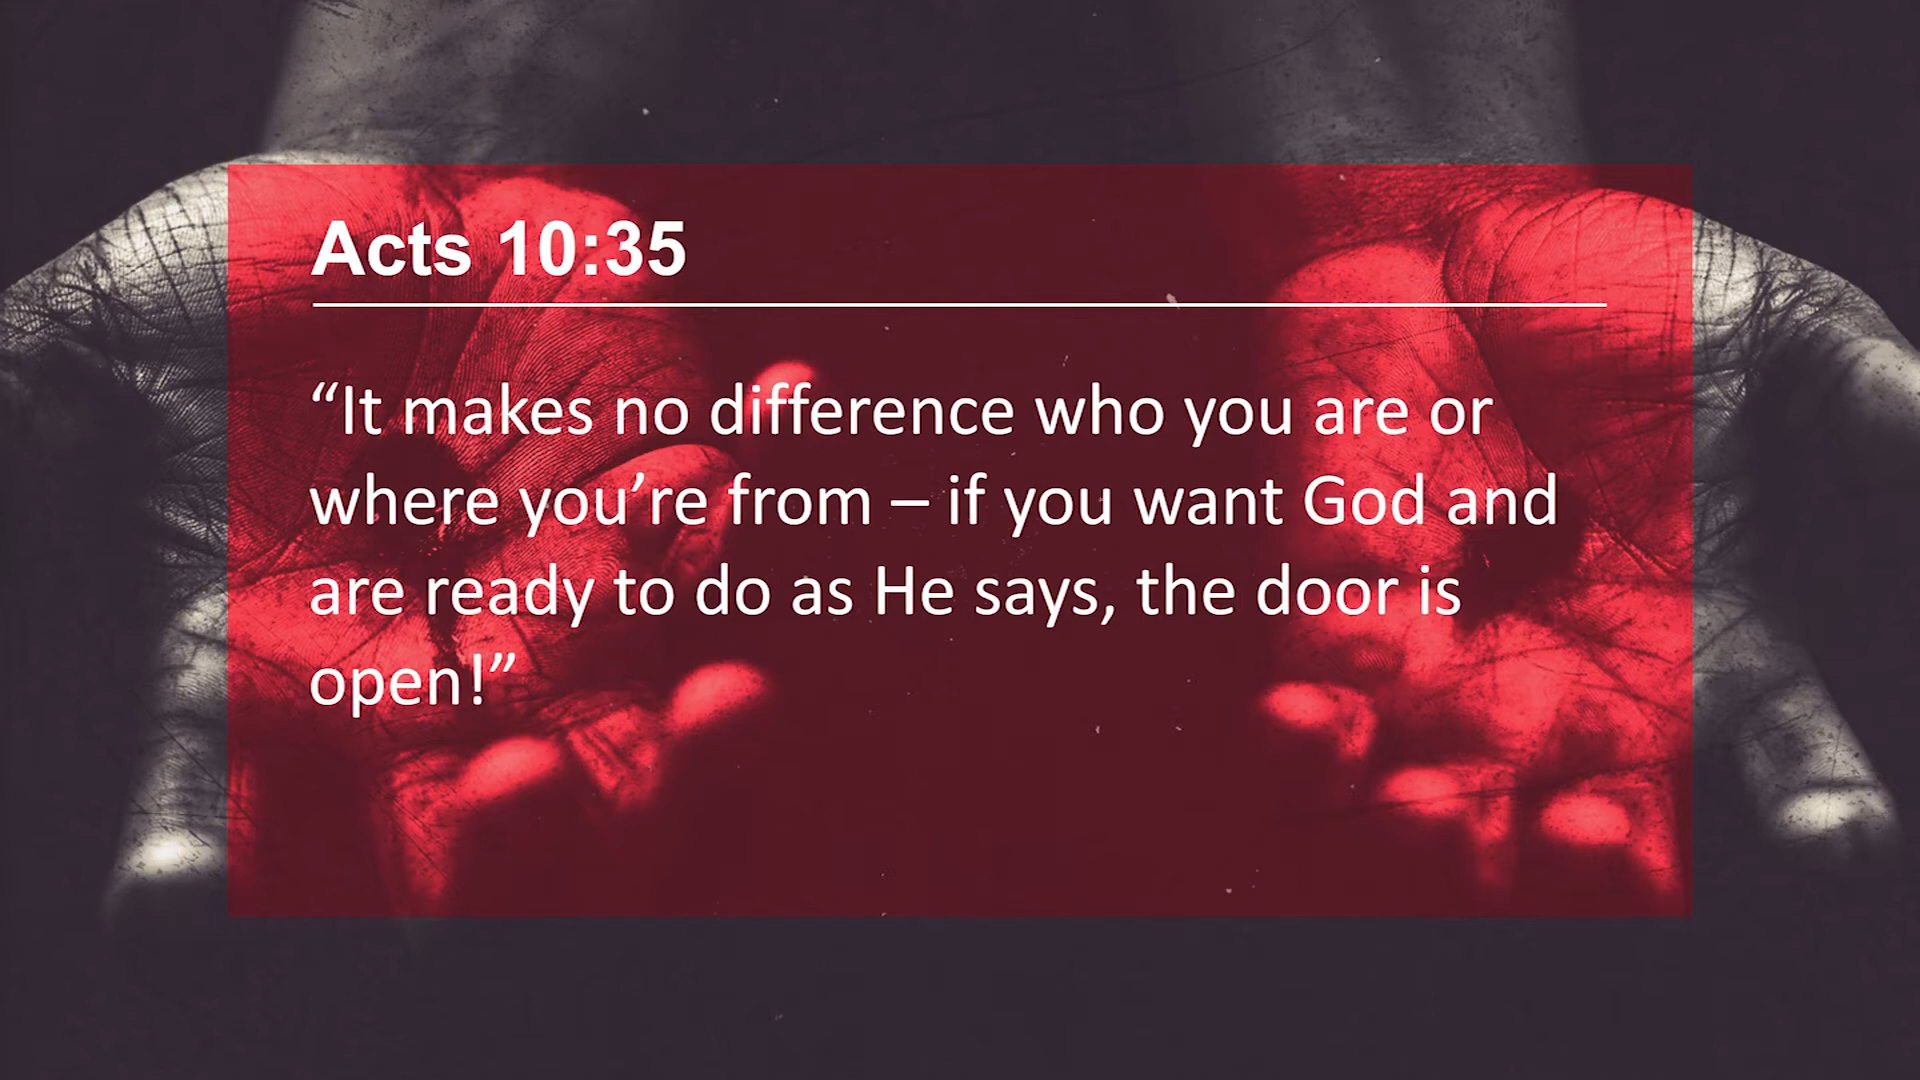 Acts 10:35
“It makes no difference who you are or
where you’re from – if you want God and
are ready to do as He says, the door is
open!”